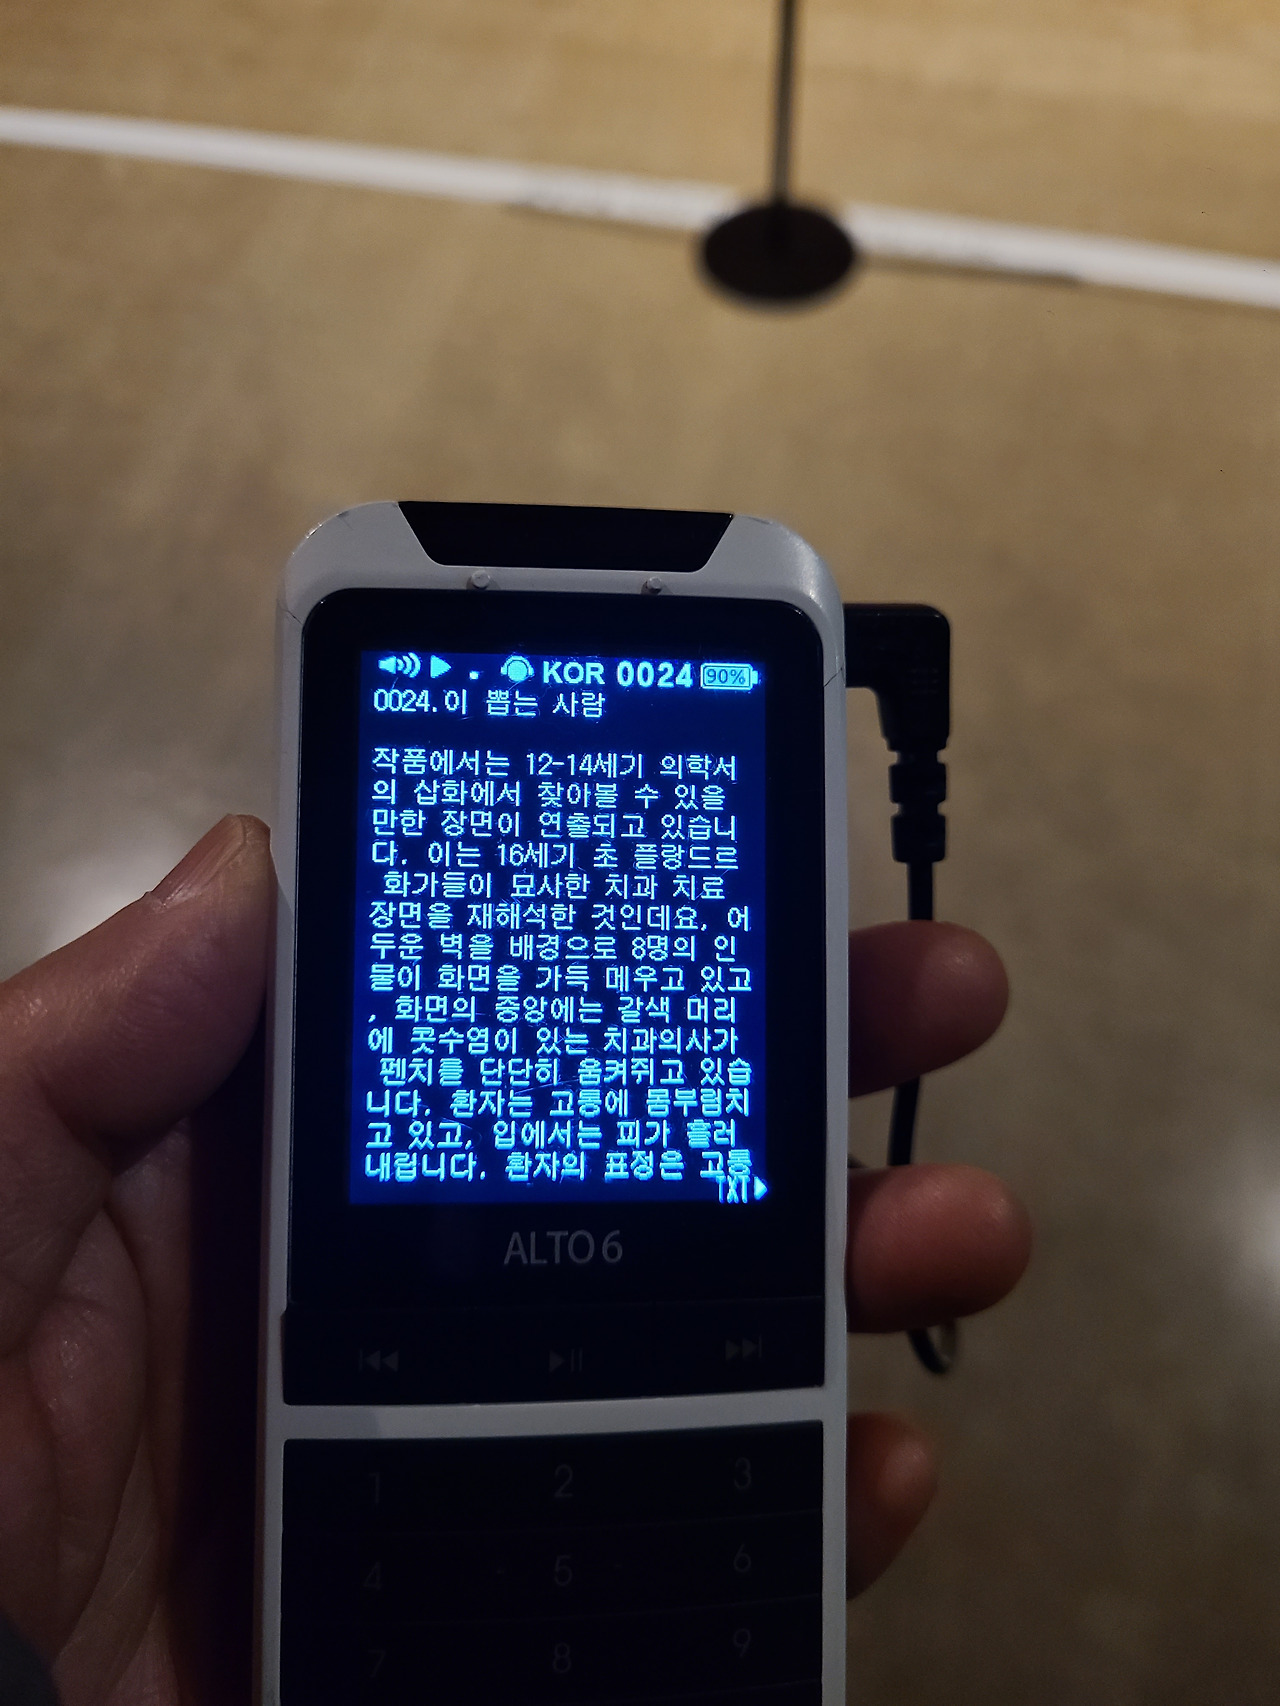 KOR 0024 90%
0024.이 뽑는 사람
작품에서는 12-14세기 의학서
의 삽화에서 찾아볼 수 있을
만한 장면이 연출되고 있습니
다. 이는 16세기 초 플랑드르
화가들이 묘사한 치과 치료
장면을 재해석한 것인데요, 어
두운 벽을 배경으로 8명의 인
물이 화면을 가득 메우고 있고
, 화면의 중앙에는 갈색 머리
에 콧수염이 있는 치과의사가
펜치를 단단히 움켜쥐고 있습
니다. 환자는 고통에 몸부림치
고 있고, 입에서는 피가 흘러
내립니다. 환자의 표정은 고통
TXT
ALTO 6
1 2 3
4 5 6
7 8 9